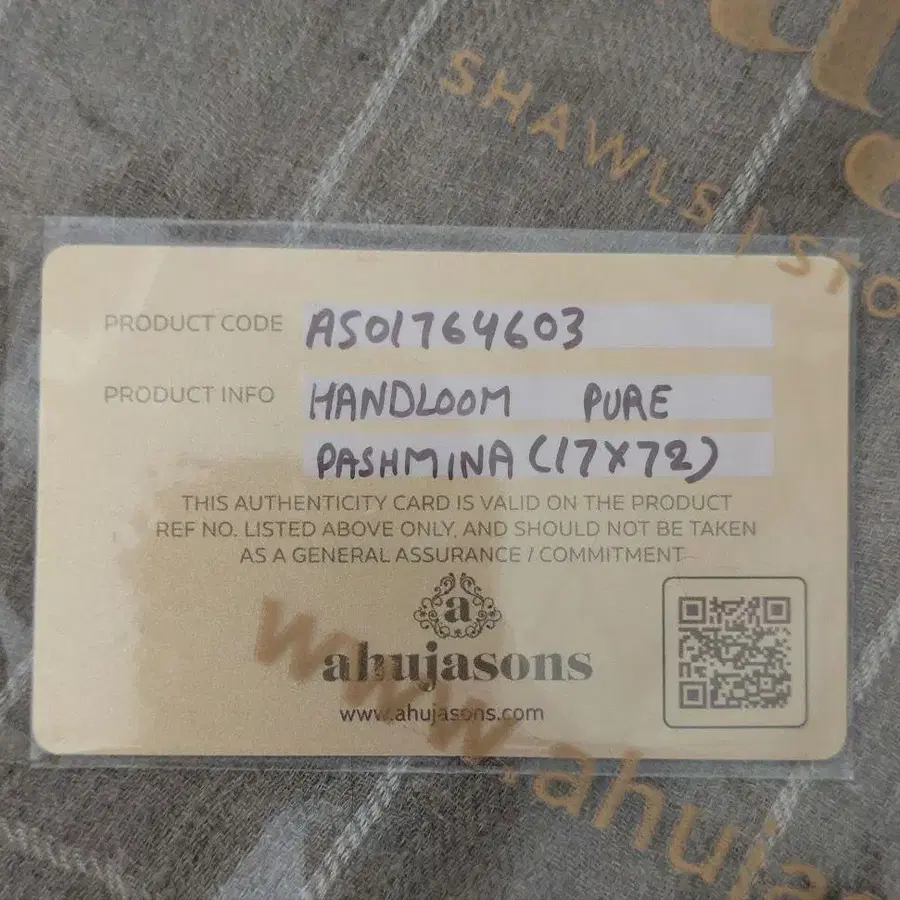 SHAWLS | STO
PRODUCT CODE AS01764603
PRODUCT INFO HANDLOOM PURE
PASHMINA (17X72)
THIS AUTHENTICITY CARD IS VALID ON THE PRODUCT
REF NO. LISTED ABOVE ONLY, AND SHOULD NOT BE TAKEN
AS A GENERAL ASSURANCE / COMMITMENT
a
ahujasons
www.ahujasons.com
www.ahujas